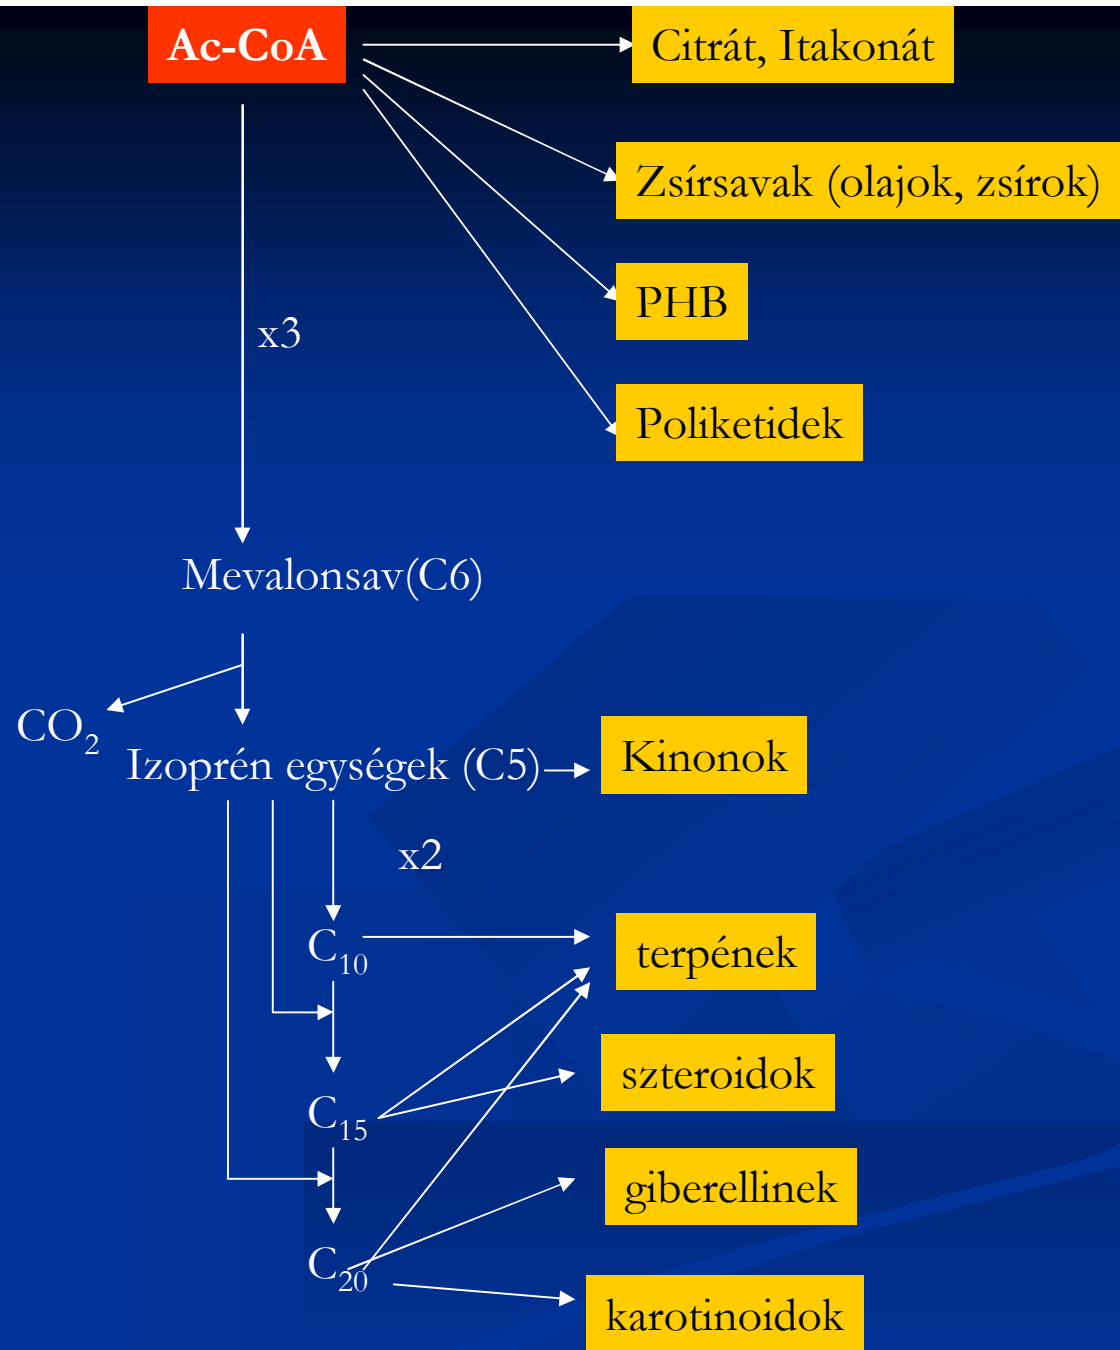 Ac-CoA
Citrát, Itakonát
Zsírsavak (olajok, zsírok)
PHB
x3
Poliketidek
Mevalonsav(C6)
CO₂
Izoprén egységek (C5)
Kinonok
x2
C₁₀
terpének
szteroidok
C₁₅
giberellinek
C₂₀
karotinoidok